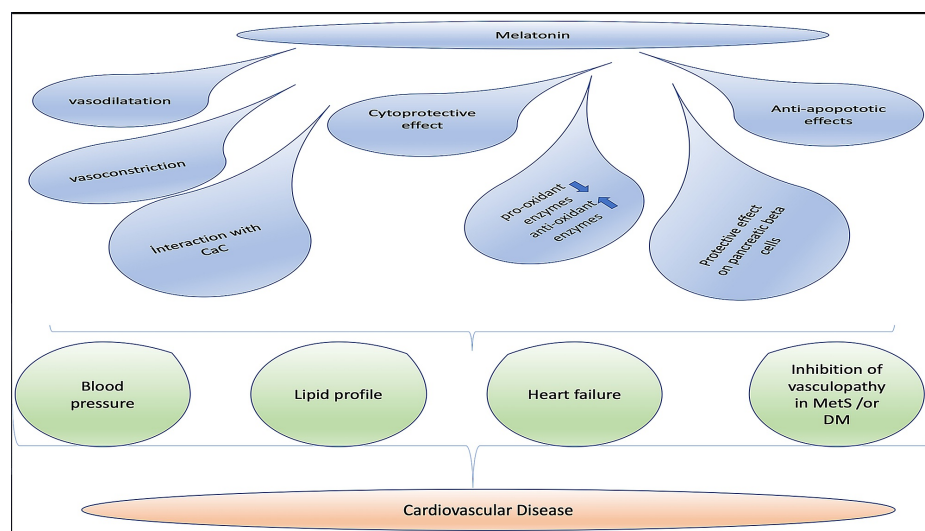 Melatonin
vasodilatation
vasoconstriction
İnteraction with
CaC
Cytoprotective
effect
pro-oxidant
enzymes
anti-oxidant
enzymes
Protective effect
on pancreatic beta
cells
Anti-apopototic
effects
Blood
pressure
Lipid profile
Heart failure
Inhibition of
vasculopathy
in MetS /or
DM
Cardiovascular Disease